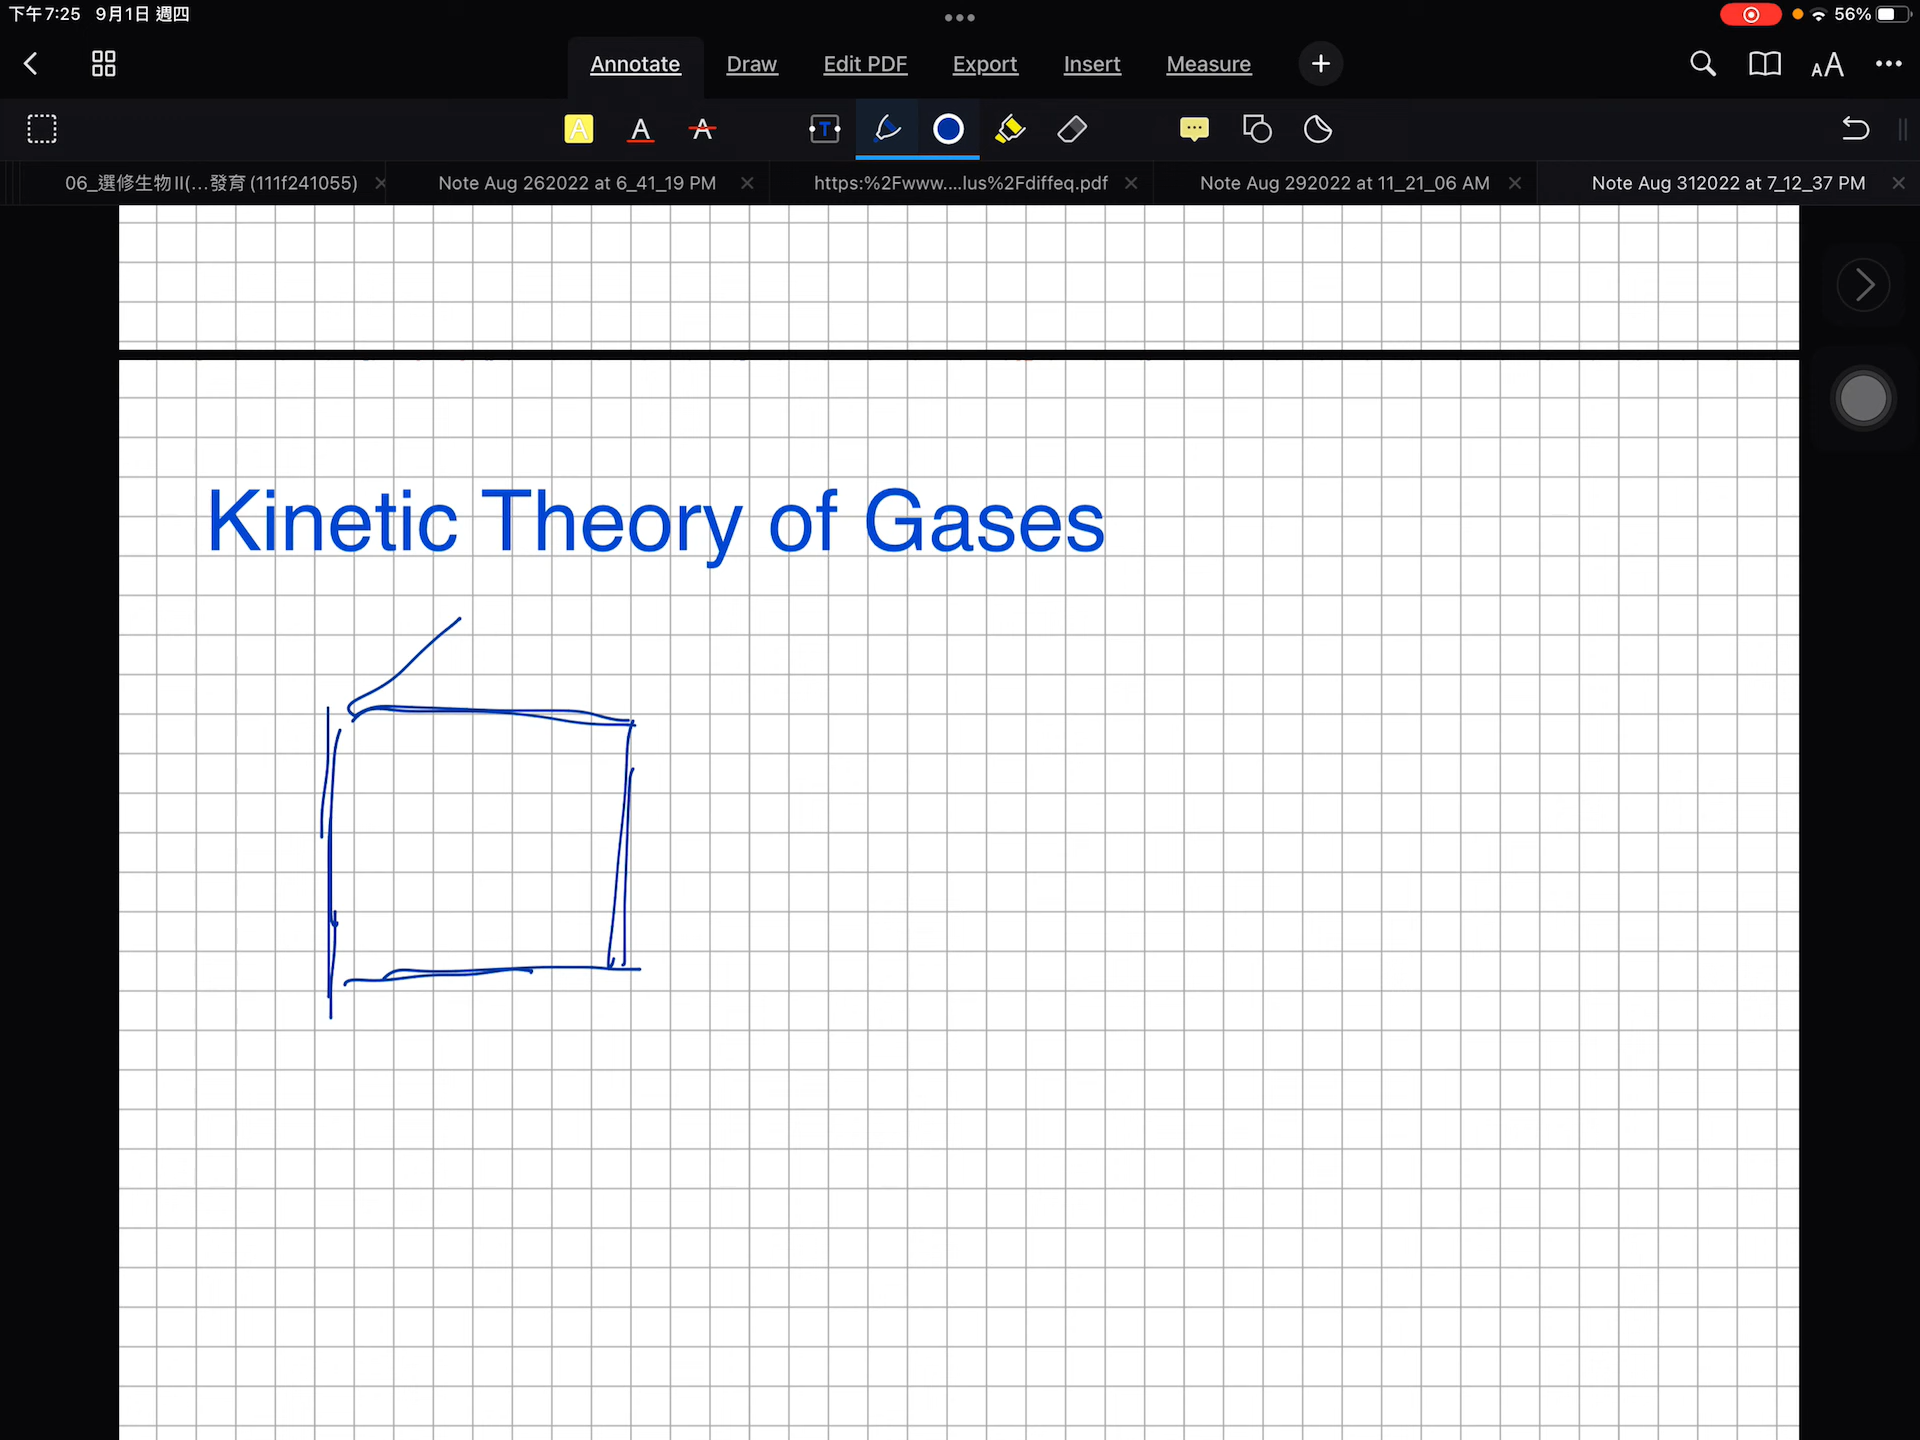 下午7:25 9月1日 週四
56%
Annotate Draw Edit PDF Export Insert Measure
AA
A A A T
06_選修生物II(...發育 (111f241055) Note Aug 262022 at 6_41_19 PM https:%2Fwww....lus%2Fdiffeq.pdf Note Aug 292022 at 11_21_06 AM Note Aug 312022 at 7_12_37 PM
Kinetic Theory of Gases